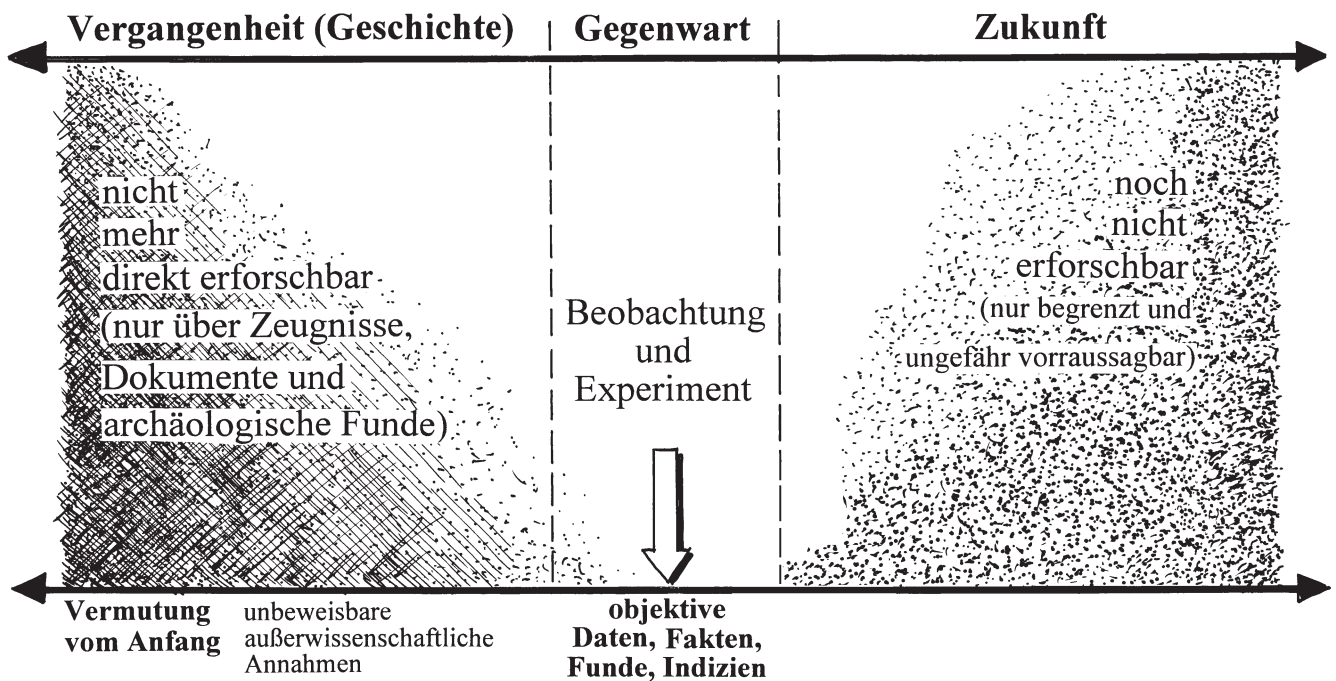 Vergangenheit (Geschichte)
Gegenwart
Zukunft
nicht
mehr
direkt erforschbar
(nur über Zeugnisse,
Dokumente und
archäologische Funde)
Beobachtung
und
Experiment
noch
nicht
erforschbar
(nur begrenzt und
ungefähr vorraussagbar)
Vermutung
vom Anfang
unbeweisbare
außerwissenschaftliche
Annahmen
objektive
Daten, Fakten,
Funde, Indizien